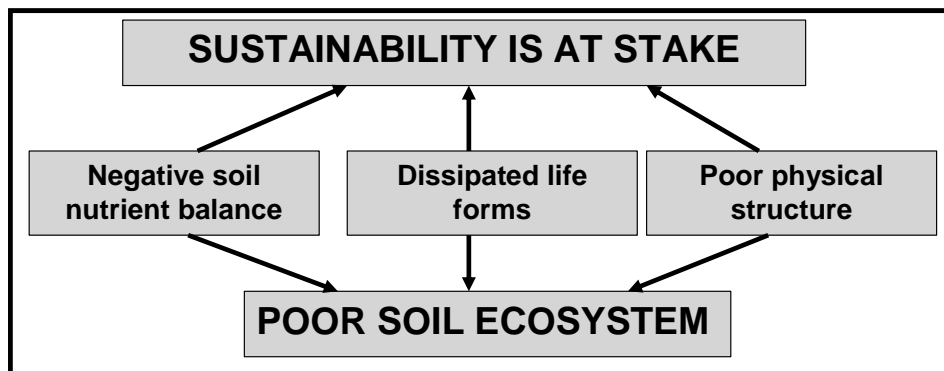 SUSTAINABILITY IS AT STAKE
Negative soil
nutrient balance
Dissipated life
forms
Poor physical
structure
POOR SOIL ECOSYSTEM